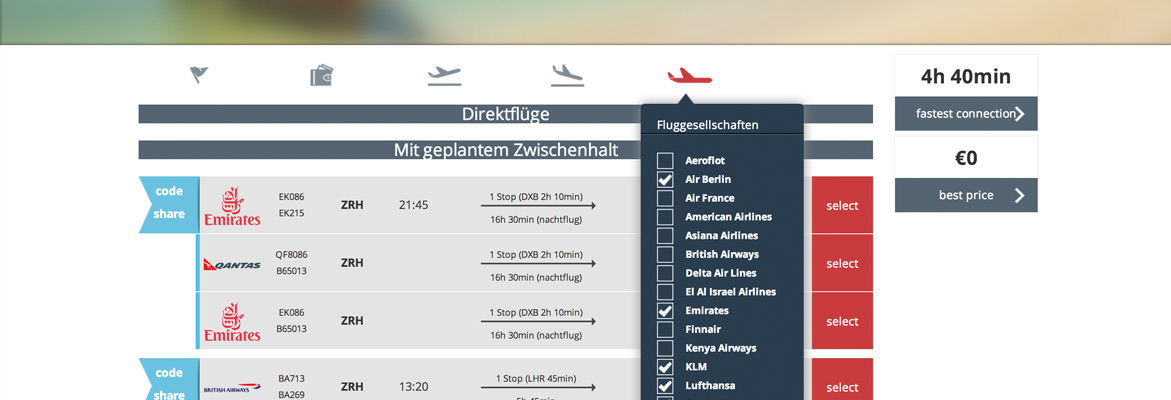 4h 40min
fastest connection
€0
best price
Direktflüge
Mit geplantem Zwischenhalt
Fluggesellschaften
Aeroflot
Air Berlin
Air France
American Airlines
Asiana Airlines
British Airways
Delta Air Lines
El Al Israel Airlines
Emirates
Finnair
Kenya Airways
KLM
Lufthansa
code
share
Emirates
EK086
EK215
ZRH
21:45
1 Stop (DXB 2h 10min)
16h 30min (nachtflug)
select
QANTAS
QF8086
B65013
ZRH
1 Stop (DXB 2h 10min)
16h 30min (nachtflug)
select
Emirates
EK086
B65013
ZRH
1 Stop (DXB 2h 10min)
16h 30min (nachtflug)
select
code
share
BRITISH AIRWAYS
BA713
BA269
ZRH
13:20
1 Stop (LHR 45min)
select